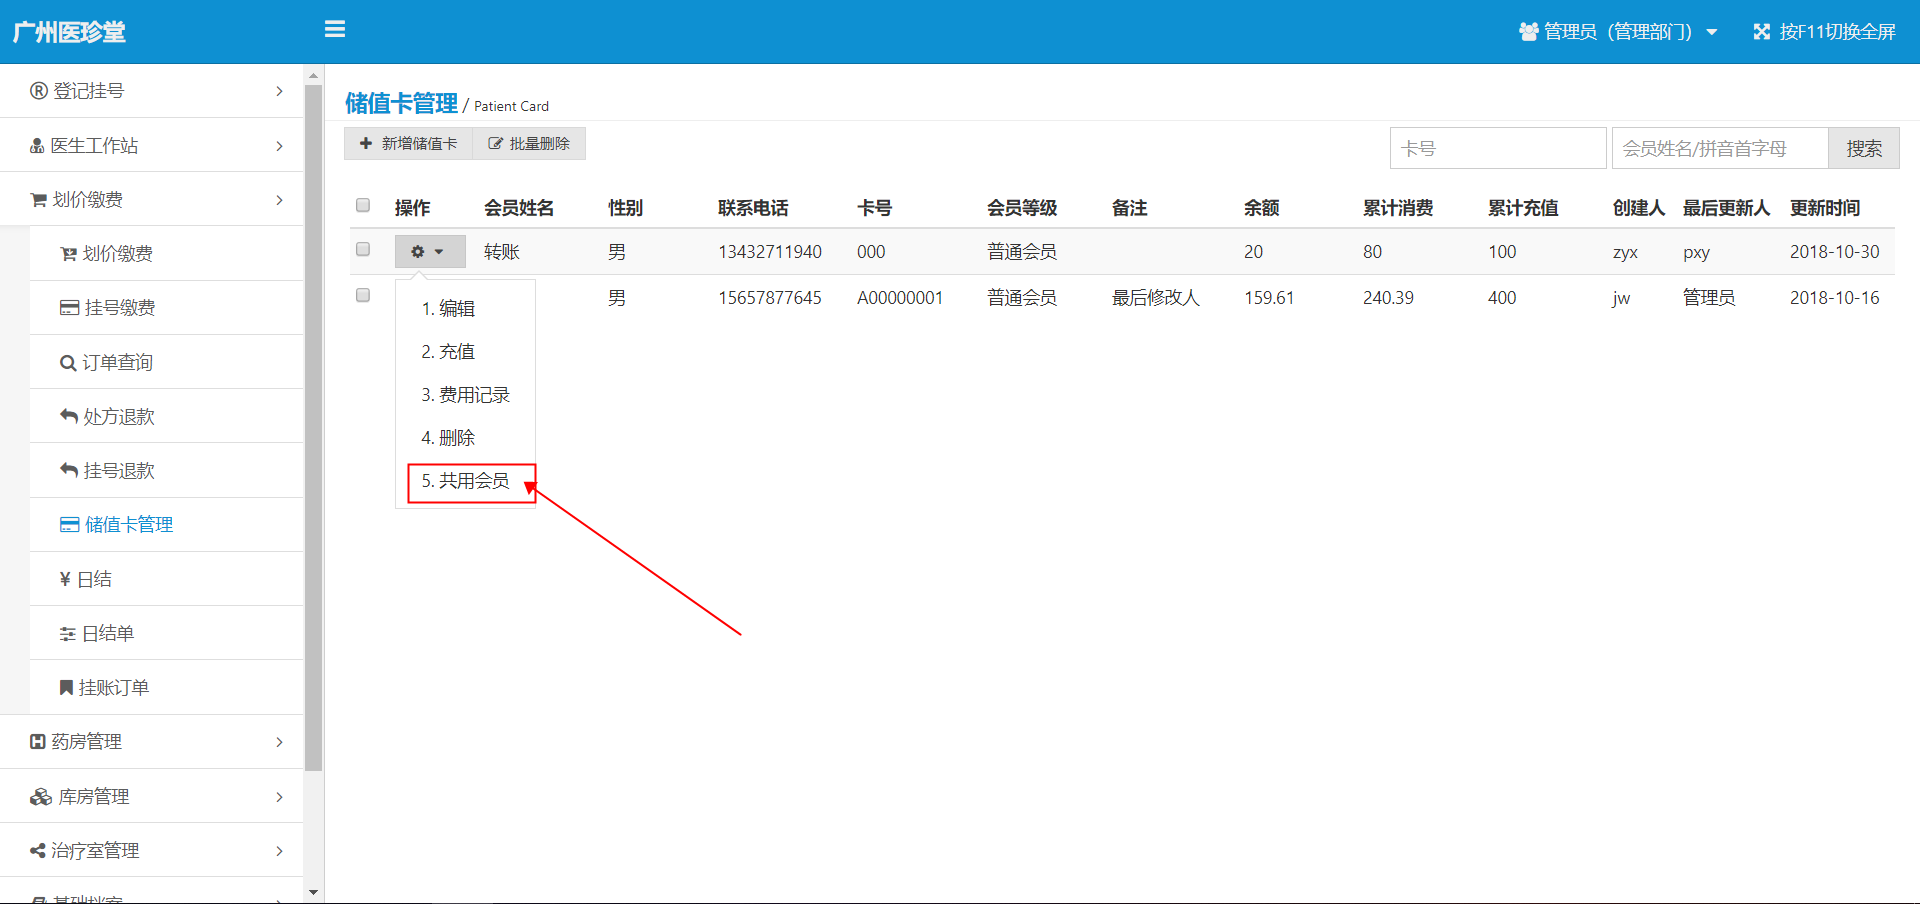 广州医珍堂
管理员（管理部门）
按F11切换全屏
登记挂号
医生工作站
划价缴费
划价缴费
挂号缴费
订单查询
处方退款
挂号退款
储值卡管理
¥ 日结
日结单
挂账订单
药房管理
库房管理
治疗室管理
基础档案
储值卡管理 / Patient Card
新增储值卡 批量删除
卡号 会员姓名/拼音首字母 搜索
操作 会员姓名 性别 联系电话 卡号 会员等级 备注 余额 累计消费 累计充值 创建人 最后更新人 更新时间
转账 男 13432711940 000 普通会员 20 80 100 zyx pxy 2018-10-30
男 15657877645 A00000001 普通会员 最后修改人 159.61 240.39 400 jw 管理员 2018-10-16
1. 编辑
2. 充值
3. 费用记录
4. 删除
5. 共用会员